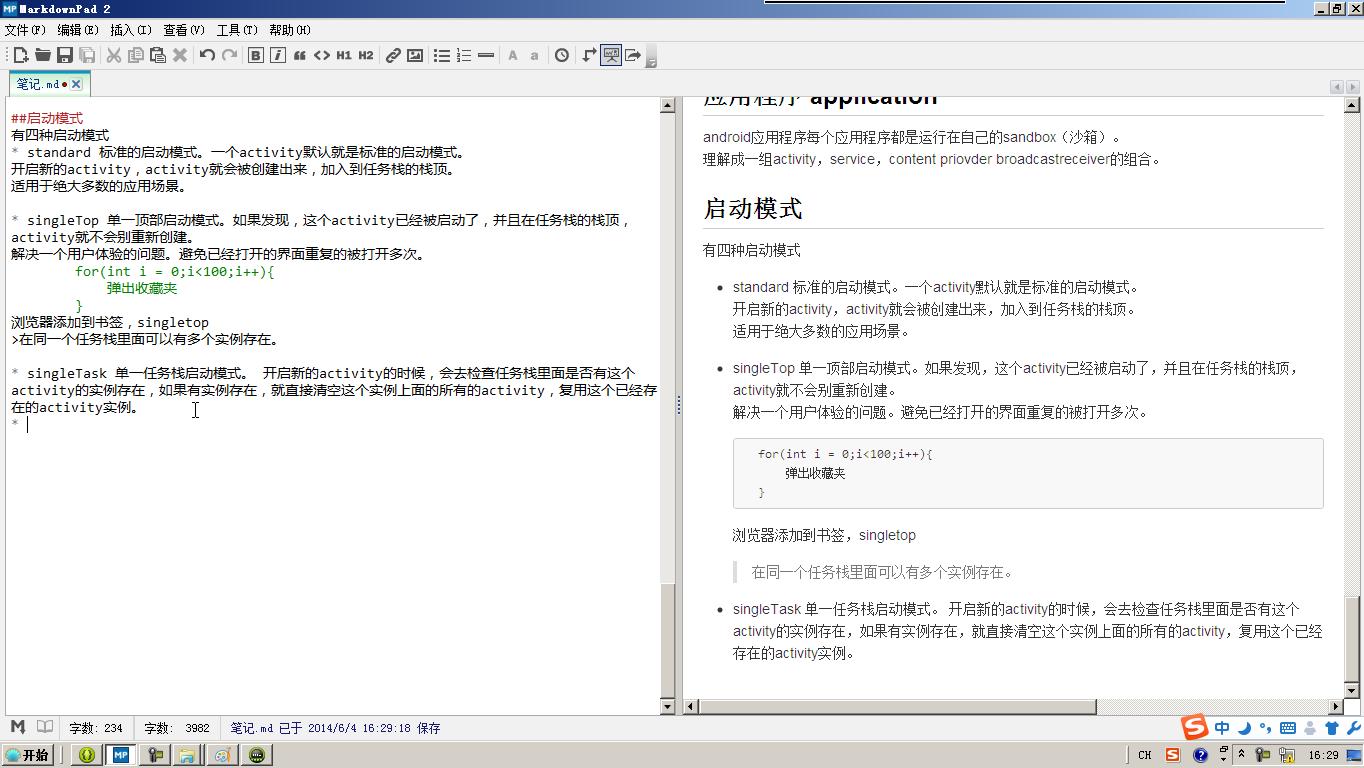 MarkdownPad 2
文件(F) 编辑(E) 插入(I) 查看(V) 工具(T) 帮助(H)
B i H1 H2 A a
笔记.md
##启动模式
有四种启动模式
* standard 标准的启动模式。一个activity默认就是标准的启动模式。
开启新的activity，activity就会被创建出来，加入到任务栈的栈顶。
适用于绝大多数的应用场景。
* singleTop 单一顶部启动模式。如果发现，这个activity已经被启动了，并且在任务栈的栈顶，
activity就不会别重新创建。
解决一个用户体验的问题。避免已经打开的界面重复的被打开多次。
for(int i = 0;i<100;i++){
弹出收藏夹
}
浏览器添加到书签，singletop
>在同一个任务栈里面可以有多个实例存在。
* singleTask 单一任务栈启动模式。 开启新的activity的时候，会去检查任务栈里面是否有这个
activity的实例存在，如果有实例存在，就直接清空这个实例上面的所有的activity，复用这个已经存
在的activity实例。
*
应用程序 application
android应用程序每个应用程序都是运行在自己的sandbox（沙箱）。
理解成一组activity，service，content priovder broadcastreceiver的组合。
启动模式
有四种启动模式
• standard 标准的启动模式。一个activity默认就是标准的启动模式。
开启新的activity，activity就会被创建出来，加入到任务栈的栈顶。
适用于绝大多数的应用场景。
• singleTop 单一顶部启动模式。如果发现，这个activity已经被启动了，并且在任务栈的栈顶，
activity就不会别重新创建。
解决一个用户体验的问题。避免已经打开的界面重复的被打开多次。
for(int i = 0;i<100;i++){
弹出收藏夹
}
浏览器添加到书签，singletop
在同一个任务栈里面可以有多个实例存在。
• singleTask 单一任务栈启动模式。 开启新的activity的时候，会去检查任务栈里面是否有这个
activity的实例存在，如果有实例存在，就直接清空这个实例上面的所有的activity，复用这个已经
存在的activity实例。
字数: 234 字数: 3982 笔记.md 已于 2014/6/4 16:29:18 保存
S 中
开始 MP CH S 16:29